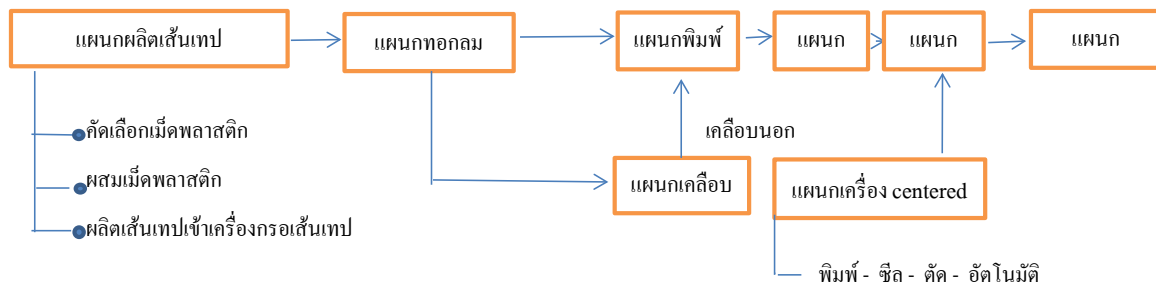 แผนกผลิตเส้นเทป
แผนกทอกลม
แผนกพิมพ์
แผนก
แผนก
แผนก
คัดเลือกเม็ดพลาสติก
เคลือบนอก
ผสมเม็ดพลาสติก
แผนกเคลือบ
แผนกเครื่อง centered
ผลิตเส้นเทปเข้าเครื่องกรอเส้นเทป
พิมพ์ - ซีล - ตัด - อัตโนมัติ